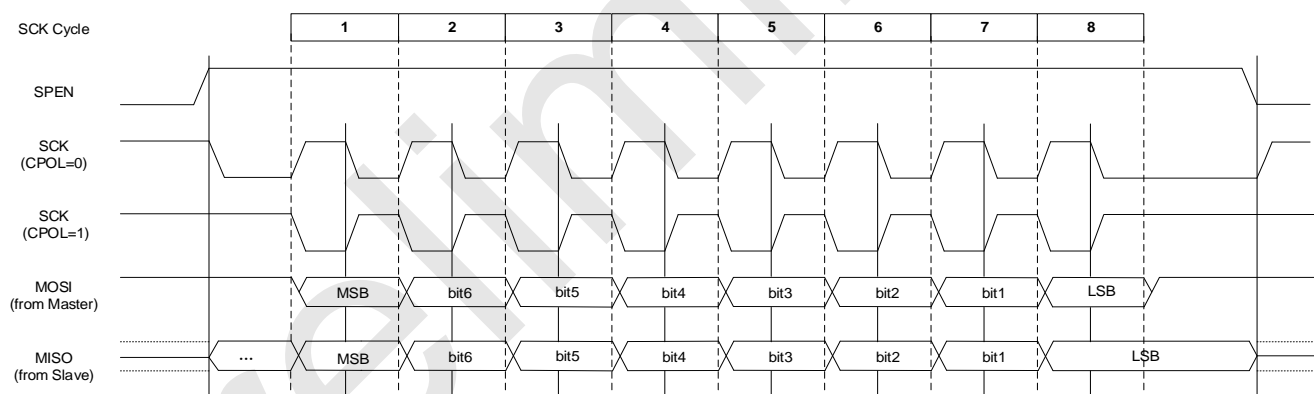 SCK Cycle 1 2 3 4 5 6 7 8
SPEN
SCK
(CPOL=0)
SCK
(CPOL=1)
MOSI
(from Master)
MSB bit6 bit5 bit4 bit3 bit2 bit1 LSB
MISO
(from Slave)
... MSB bit6 bit5 bit4 bit3 bit2 bit1 LSB